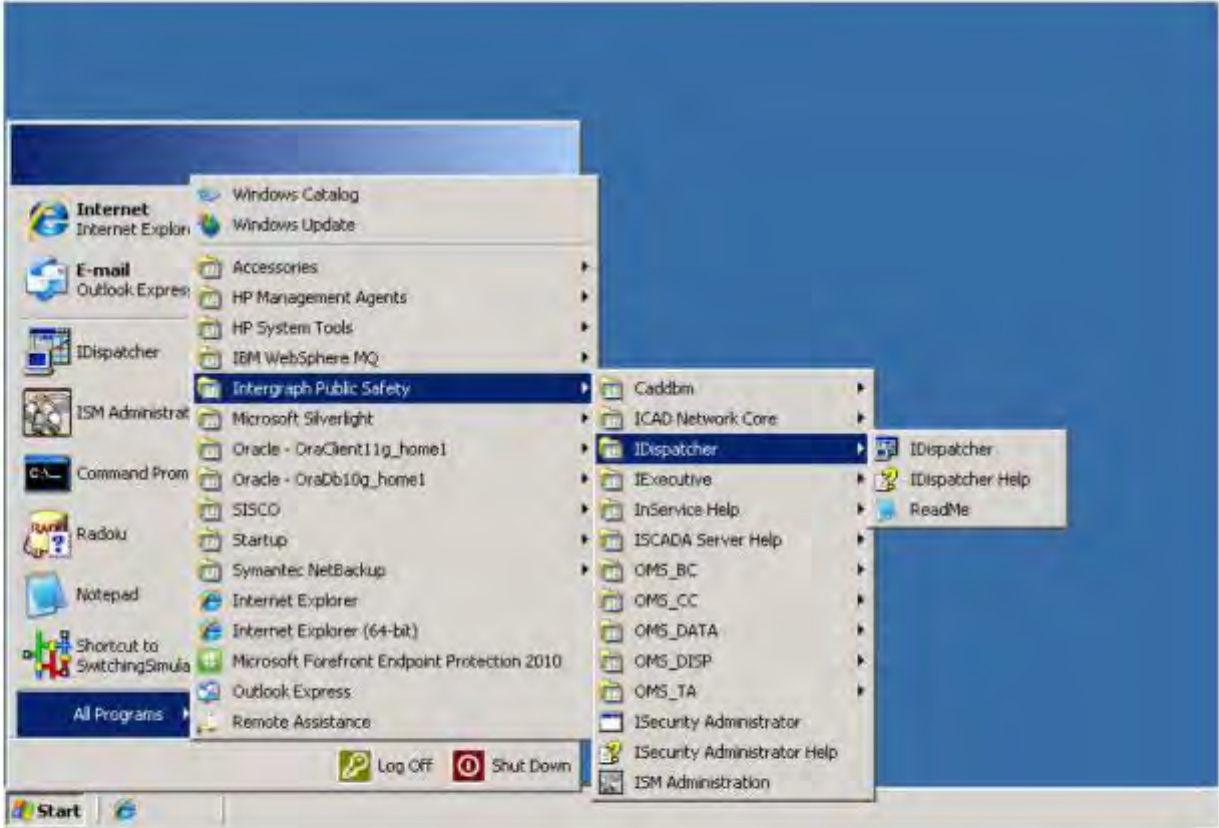 Internet
Internet Explor
E-mail
Outlook Expres
IDispatcher
ISM Administrat
C:\
Command Prom
Radoiu
Notepad
Shortcut to
SwitchingSimula
All Programs
Windows Catalog
Windows Update
Accessories
HP Management Agents
HP System Tools
IBM WebSphere MQ
Intergraph Public Safety
Microsoft Silverlight
Oracle - OraClient11g_home1
Oracle - OraDb10g_home1
SISCO
Startup
Symantec NetBackup
Internet Explorer
Internet Explorer (64-bit)
Microsoft Forefront Endpoint Protection 2010
Outlook Express
Remote Assistance
Caddbm
ICAD Network Core
IDispatcher
IExecutive
InService Help
ISCADA Server Help
OMS_BC
OMS_CC
OMS_DATA
OMS_DISP
OMS_TA
ISecurity Administrator
ISecurity Administrator Help
ISM Administration
IDispatcher
IDispatcher Help
ReadMe
Log Off
Shut Down
Start